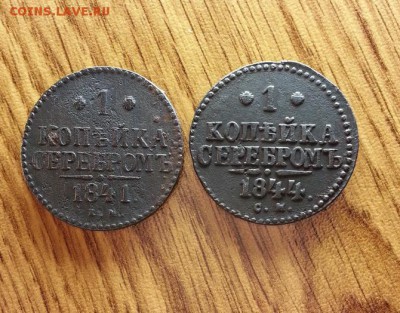 COINS.LAVE.RU
1
КОПѢЙКА
СЕРЕБРОМЪ
1841
1
КОПѢЙКА
СЕРЕБРОМЪ
1844